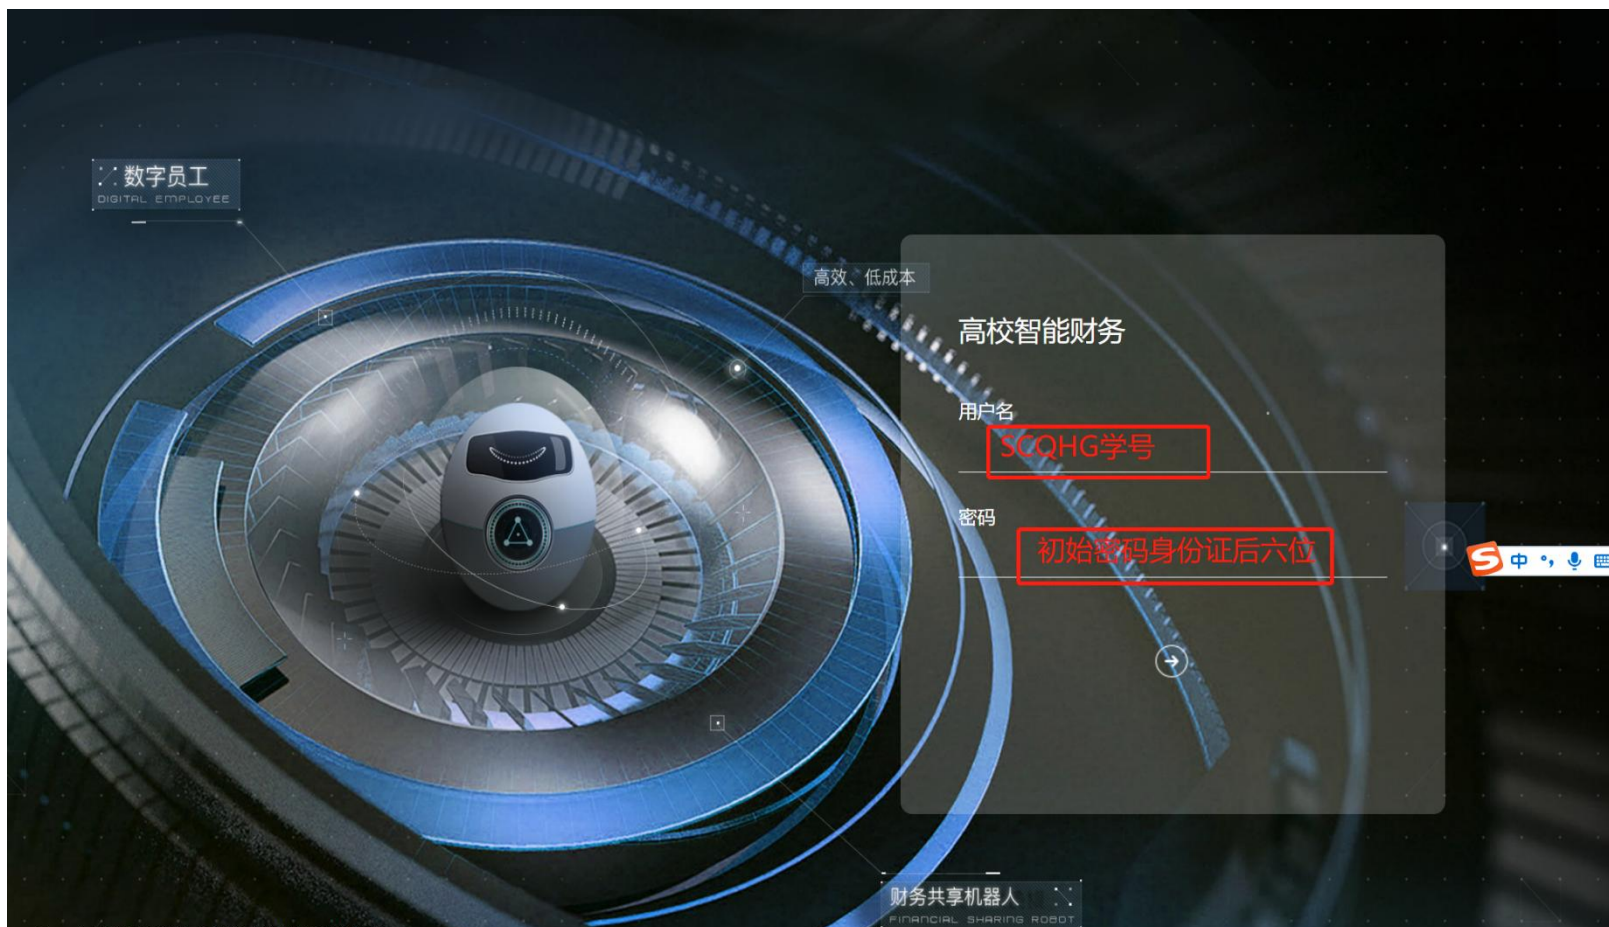 数字员工
DIGITAL EMPLOYEE
高效、低成本
高校智能财务
用户名
SCQHG学号
密码
初始密码身份证后六位
中
财务共享机器人
FINANCIAL SHARING ROBOT